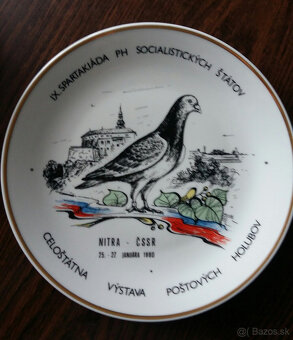 IX. SPARTAKIÁDA PH SOCIALISTICKÝCH ŠTÁTOV
NITRA - ČSSR
25. - 27. JANUÁRA 1980
CELOŠTÁTNA VÝSTAVA POŠTOVÝCH HOLUBOV
Bazos.sk